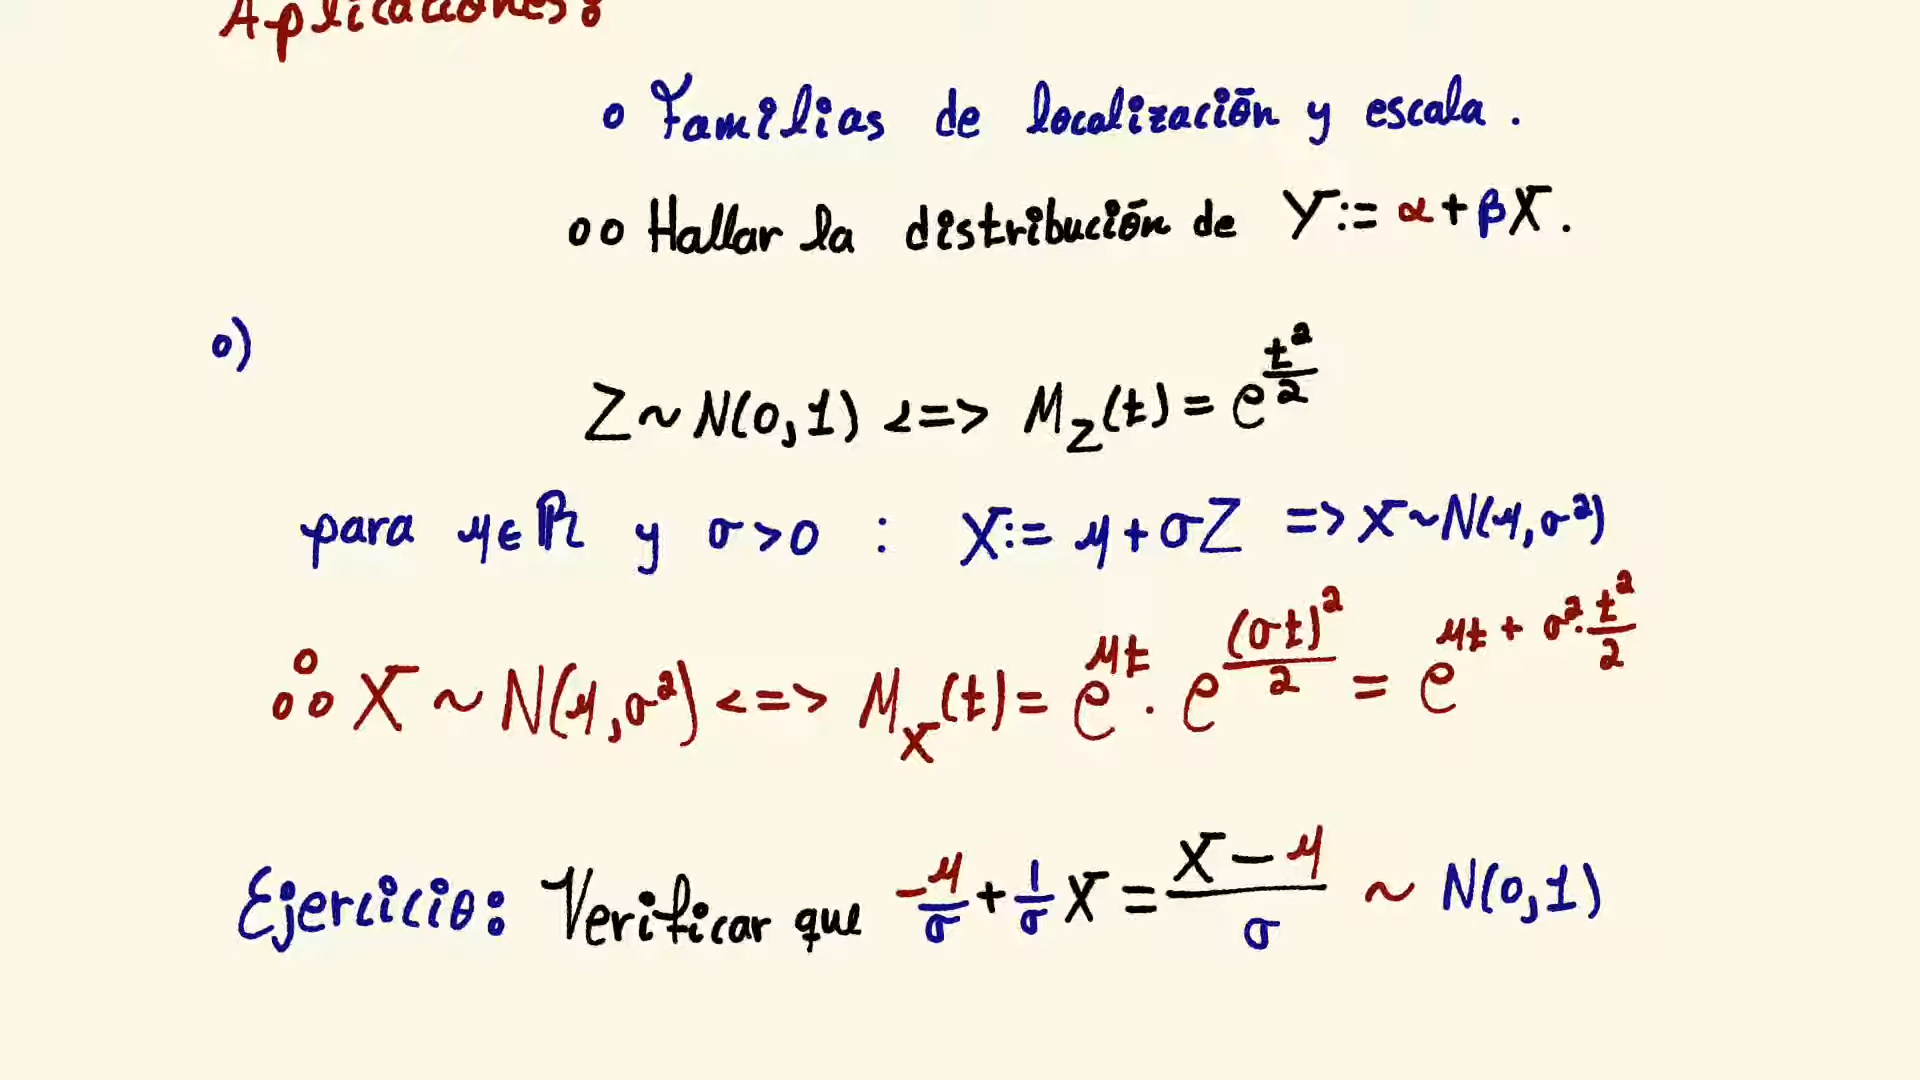 Aplicaciones:
o Familias de localización y escala.
oo Hallar la distribución de Y := α + βX.
o)
Z ~ N(0,1) <=> M_Z(t) = e^{t²/2}
para μ∈ℝ y σ>0 : X := μ + σZ => X ~ N(μ,σ²)
∴ X ~ N(μ,σ²) <=> M_X(t) = e^{μt} · e^{(σt)²/2} = e^{μt + σ²·t²/2}
Ejercicio: Verificar que -μ/σ + 1/σ X = (X-μ)/σ ~ N(0,1)